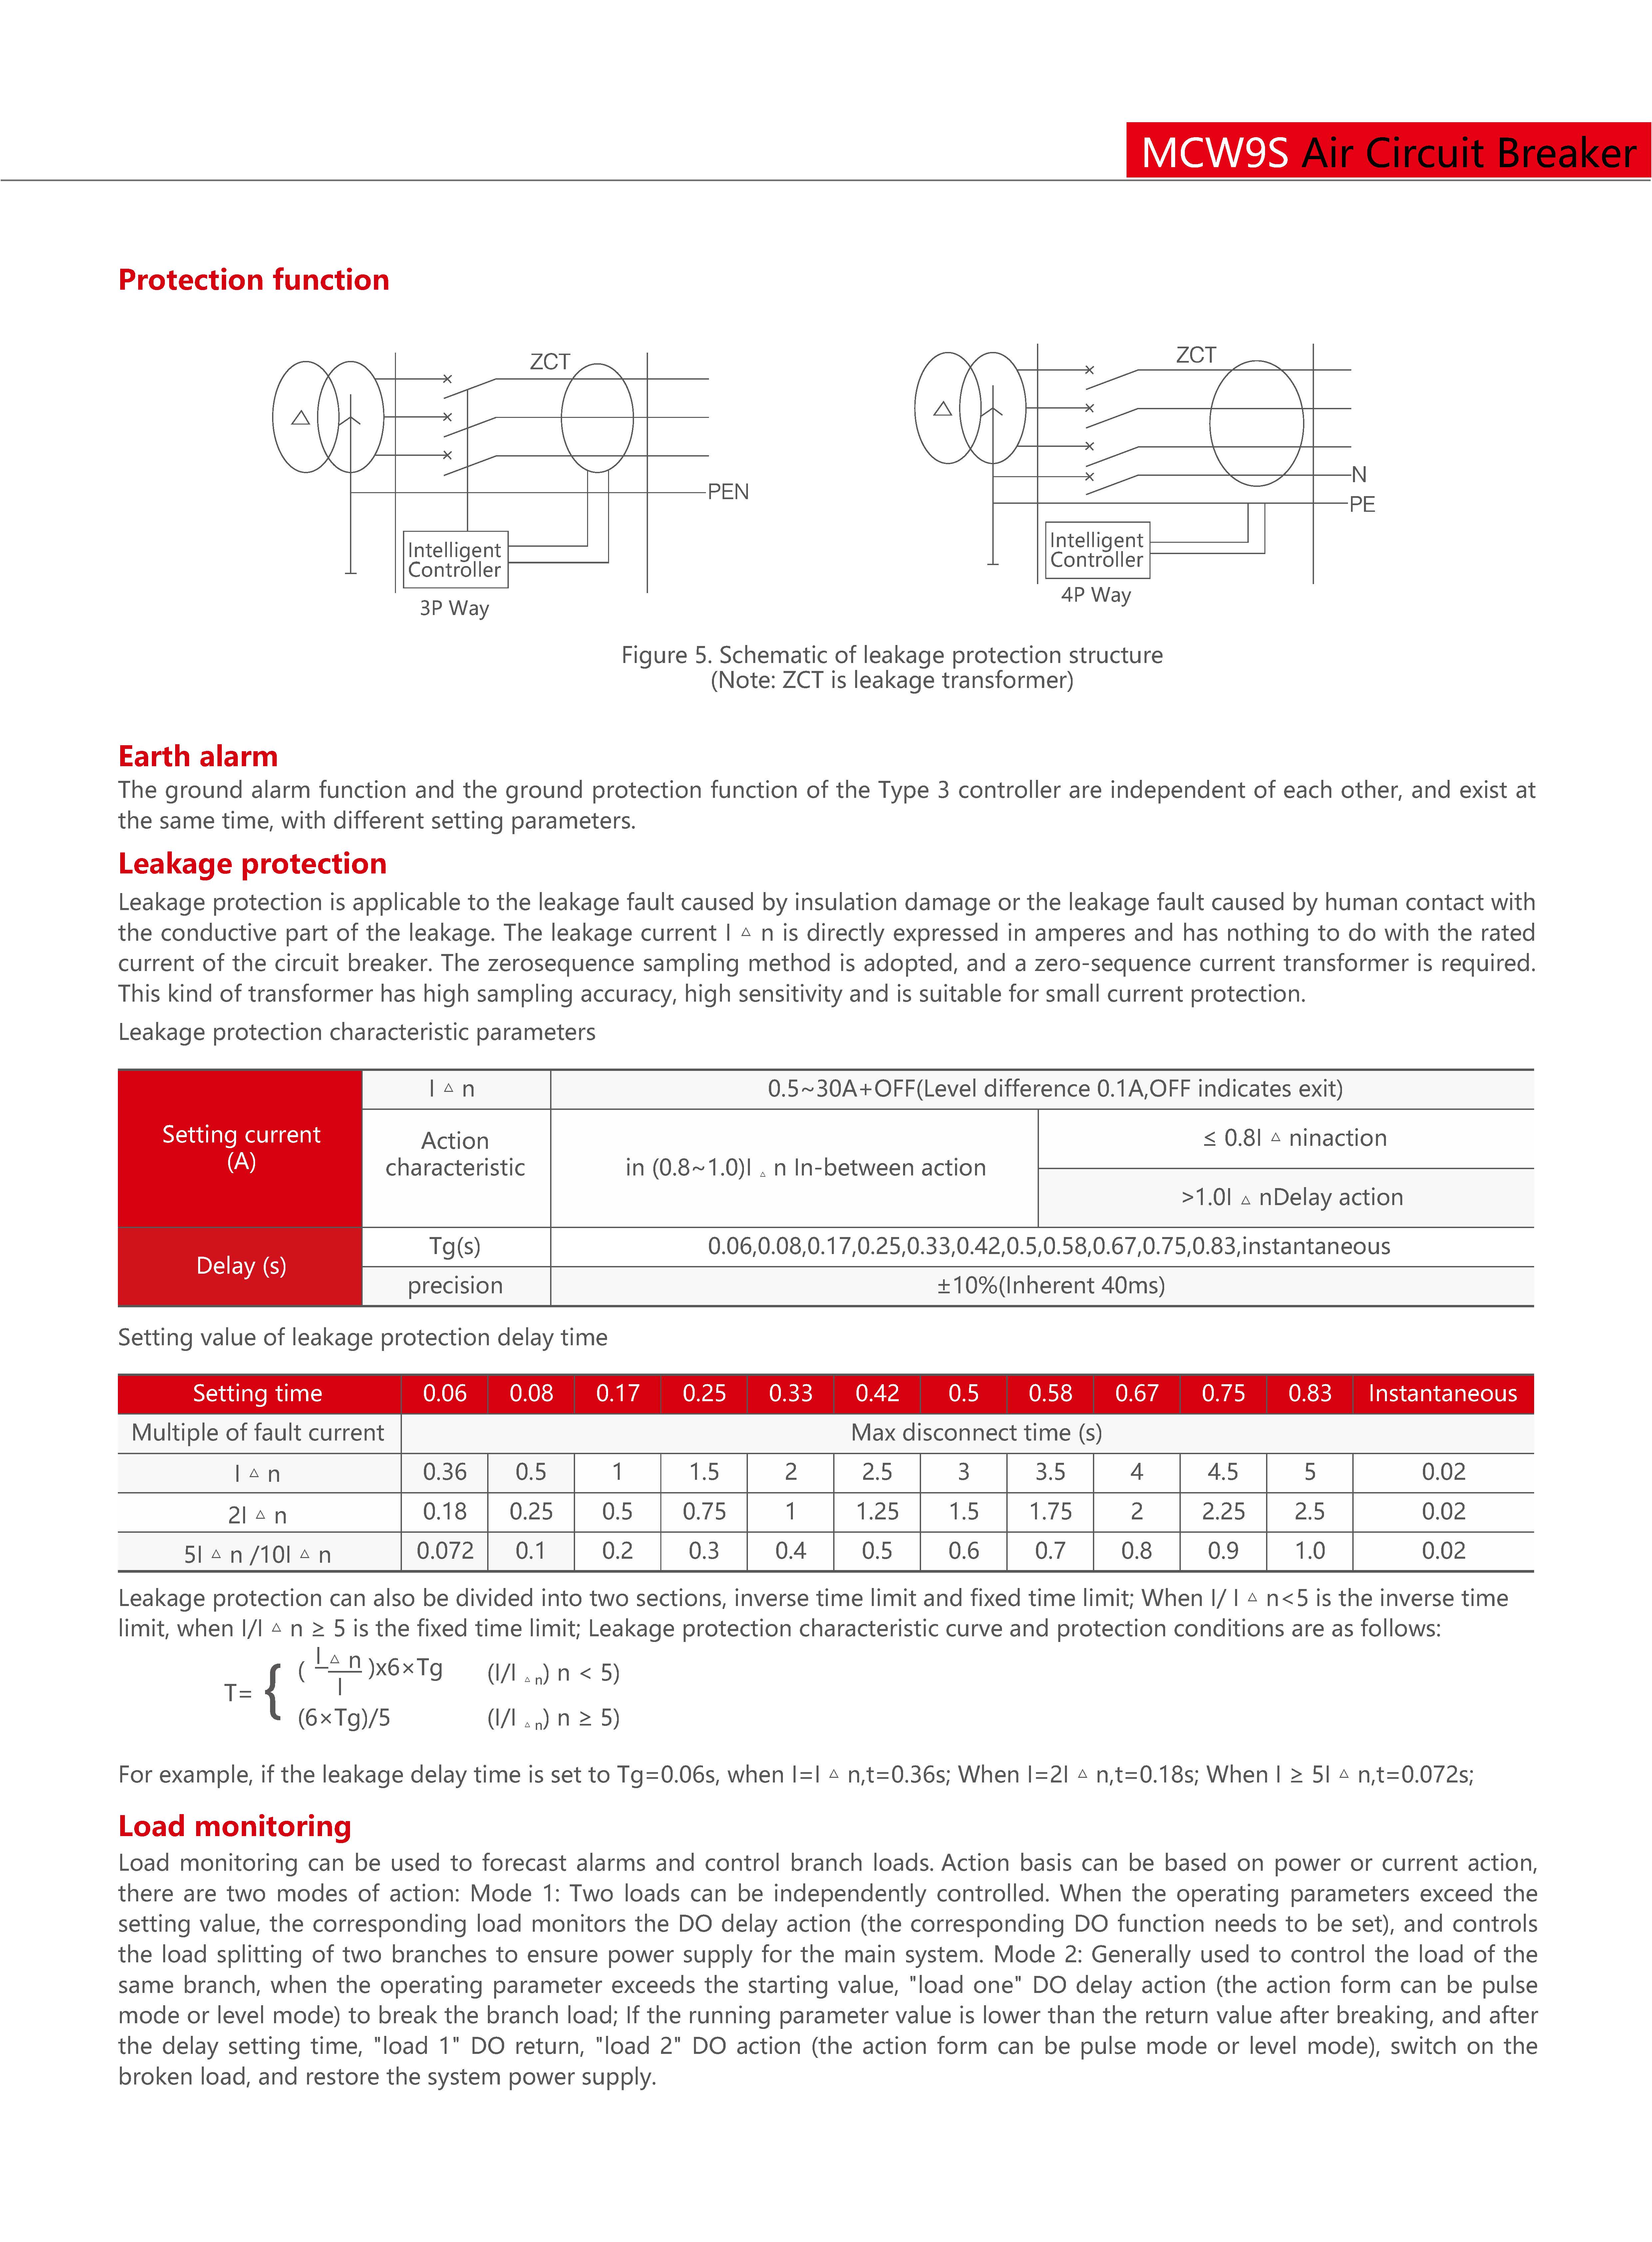 MCW9S Air Circuit Breaker
Protection function
ZCT
PEN
Intelligent
Controller
3P Way
ZCT
N
PE
Intelligent
Controller
4P Way
Figure 5. Schematic of leakage protection structure
(Note: ZCT is leakage transformer)
Earth alarm
The ground alarm function and the ground protection function of the Type 3 controller are independent of each other, and exist at
the same time, with different setting parameters.
Leakage protection
Leakage protection is applicable to the leakage fault caused by insulation damage or the leakage fault caused by human contact with
the conductive part of the leakage. The leakage current I △ n is directly expressed in amperes and has nothing to do with the rated
current of the circuit breaker. The zerosequence sampling method is adopted, and a zero-sequence current transformer is required.
This kind of transformer has high sampling accuracy, high sensitivity and is suitable for small current protection.
Leakage protection characteristic parameters
Setting current
(A)
I △ n
0.5~30A+OFF(Level difference 0.1A,OFF indicates exit)
Action
characteristic
in (0.8~1.0)I △ n In-between action
≤ 0.8I △ ninaction
>1.0I △ nDelay action
Delay (s)
Tg(s)
0.06,0.08,0.17,0.25,0.33,0.42,0.5,0.58,0.67,0.75,0.83,instantaneous
precision
±10%(Inherent 40ms)
Setting value of leakage protection delay time
Setting time 0.06 0.08 0.17 0.25 0.33 0.42 0.5 0.58 0.67 0.75 0.83 Instantaneous
Multiple of fault current Max disconnect time (s)
I △ n 0.36 0.5 1 1.5 2 2.5 3 3.5 4 4.5 5 0.02
2I △ n 0.18 0.25 0.5 0.75 1 1.25 1.5 1.75 2 2.25 2.5 0.02
5I △ n /10I △ n 0.072 0.1 0.2 0.3 0.4 0.5 0.6 0.7 0.8 0.9 1.0 0.02
Leakage protection can also be divided into two sections, inverse time limit and fixed time limit; When I/ I △ n<5 is the inverse time
limit, when I/I △ n ≥ 5 is the fixed time limit; Leakage protection characteristic curve and protection conditions are as follows:
T= { ( I △ n / I )x6×Tg (I/I △ n) n < 5)
(6×Tg)/5 (I/I △ n) n ≥ 5)
For example, if the leakage delay time is set to Tg=0.06s, when I=I △ n,t=0.36s; When I=2I △ n,t=0.18s; When I ≥ 5I △ n,t=0.072s;
Load monitoring
Load monitoring can be used to forecast alarms and control branch loads. Action basis can be based on power or current action,
there are two modes of action: Mode 1: Two loads can be independently controlled. When the operating parameters exceed the
setting value, the corresponding load monitors the DO delay action (the corresponding DO function needs to be set), and controls
the load splitting of two branches to ensure power supply for the main system. Mode 2: Generally used to control the load of the
same branch, when the operating parameter exceeds the starting value, "load one" DO delay action (the action form can be pulse
mode or level mode) to break the branch load; If the running parameter value is lower than the return value after breaking, and after
the delay setting time, "load 1" DO return, "load 2" DO action (the action form can be pulse mode or level mode), switch on the
broken load, and restore the system power supply.